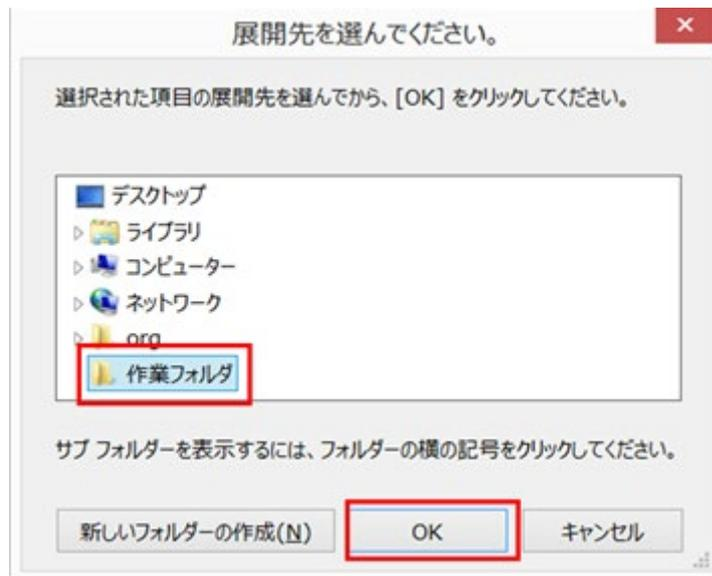 展開先を選んでください。
選択された項目の展開先を選んでから、[OK] をクリックしてください。
デスクトップ
ライブラリ
コンピューター
ネットワーク
org
作業フォルダ
サブ フォルダーを表示するには、フォルダーの横の記号をクリックしてください。
新しいフォルダーの作成(N) OK キャンセル